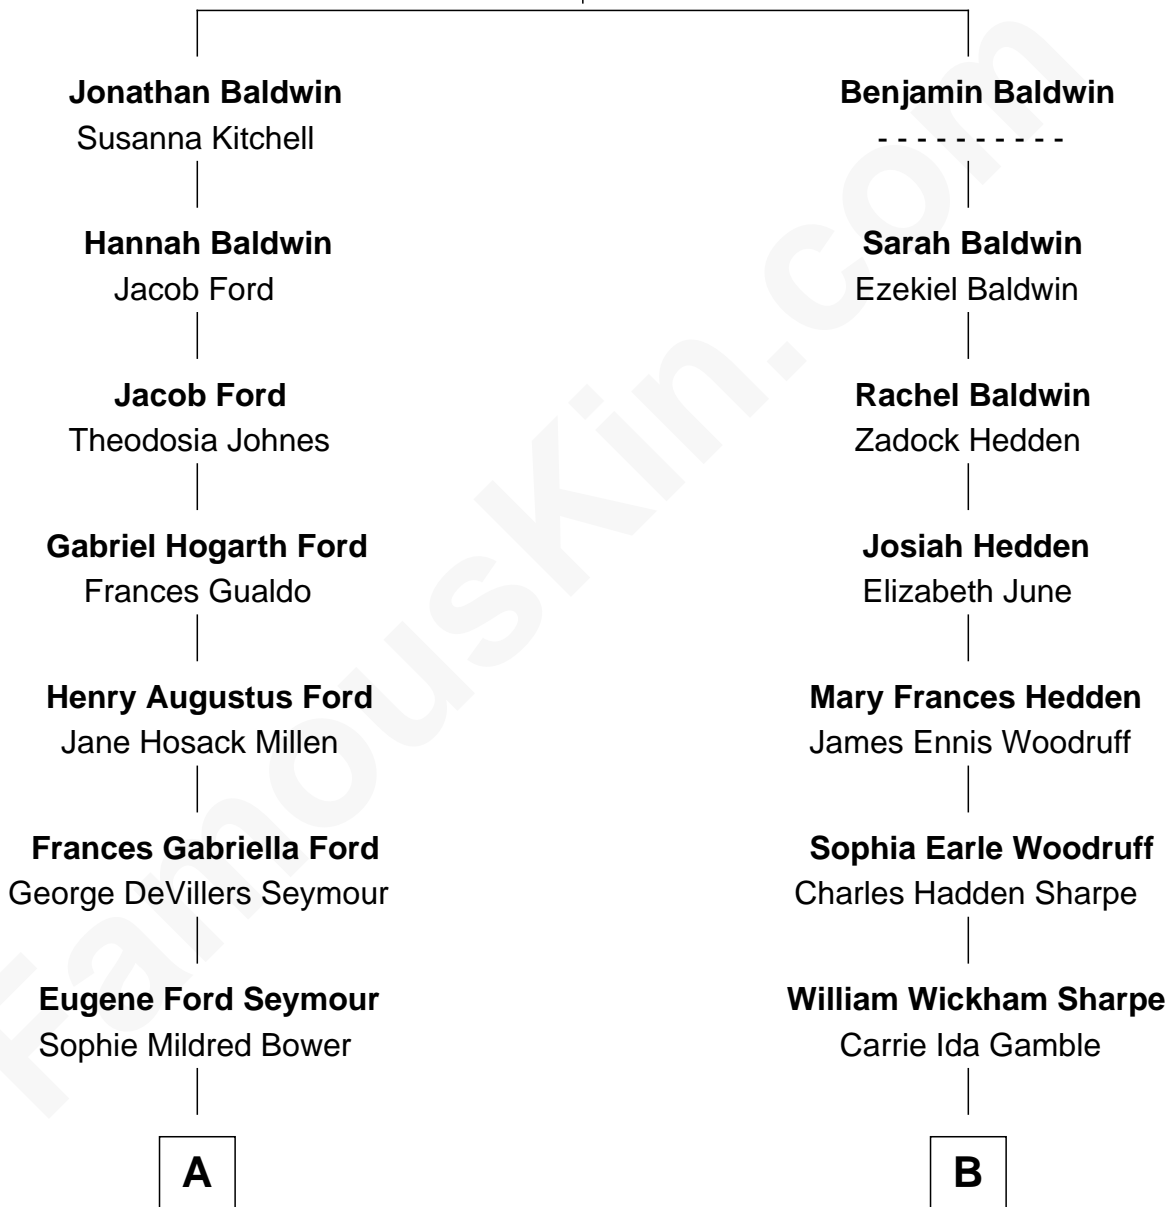 Jonathan Baldwin
Susanna Kitchell
Benjamin Baldwin
- - - - - - - - - -
Hannah Baldwin
Jacob Ford
Sarah Baldwin
Ezekiel Baldwin
Jacob Ford
Theodosia Johnes
Rachel Baldwin
Zadock Hedden
Gabriel Hogarth Ford
Frances Gualdo
Josiah Hedden
Elizabeth June
Henry Augustus Ford
Jane Hosack Millen
Mary Frances Hedden
James Ennis Woodruff
Frances Gabriella Ford
George DeVillers Seymour
Sophia Earle Woodruff
Charles Hadden Sharpe
Eugene Ford Seymour
Sophie Mildred Bower
William Wickham Sharpe
Carrie Ida Gamble
A
B
FamousKin.com